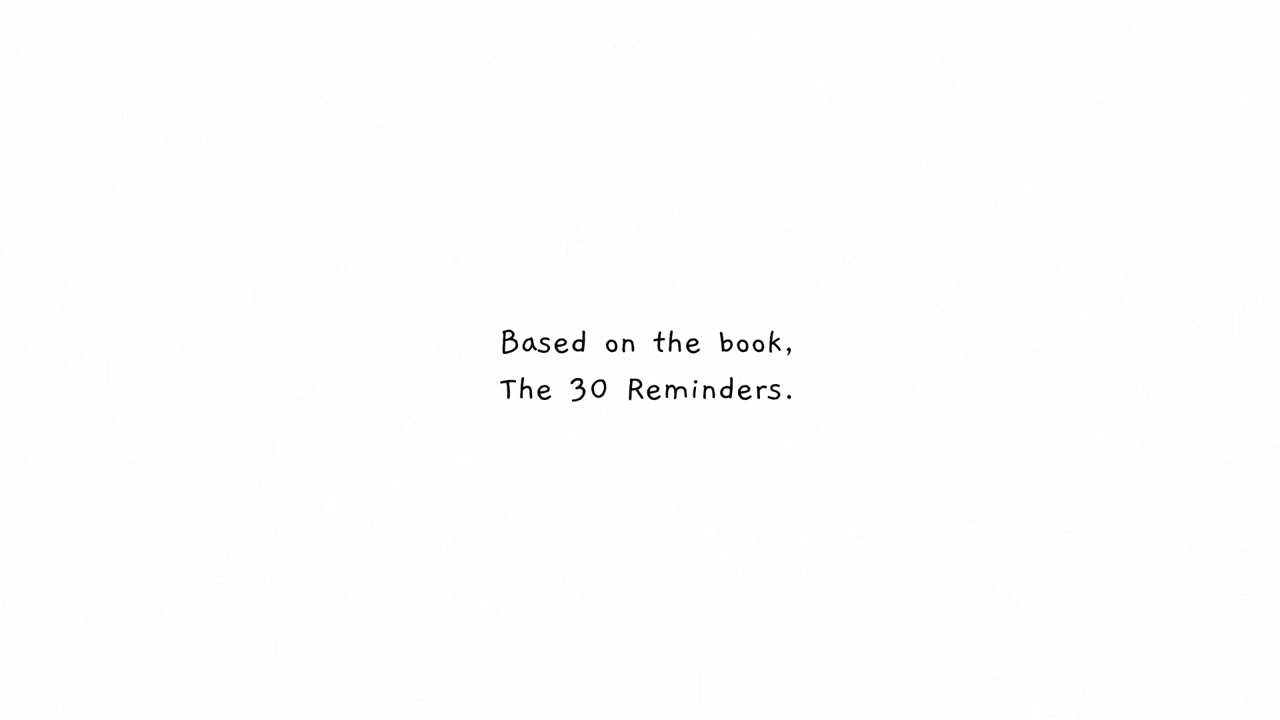 Based on the book,
The 30 Reminders.